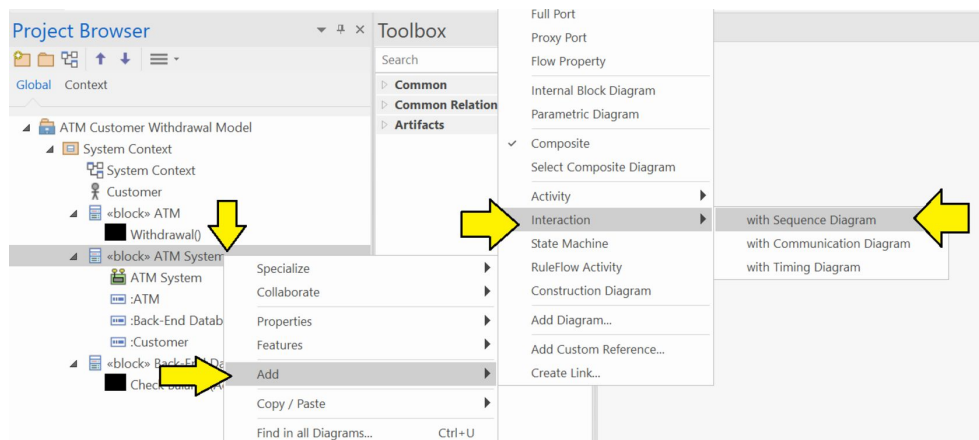 Project Browser
Global Context
ATM Customer Withdrawal Model
System Context
System Context
Customer
«block» ATM
Withdrawal()
«block» ATM System
ATM System
:ATM
:Back-End Datab
:Customer
«block» Back-End Da
Check
Toolbox
Search
Common
Common Relation
Artifacts
Specialize
Collaborate
Properties
Features
Add
Copy / Paste
Find in all Diagrams... Ctrl+U
Full Port
Proxy Port
Flow Property
Internal Block Diagram
Parametric Diagram
Composite
Select Composite Diagram
Activity
Interaction
State Machine
RuleFlow Activity
Construction Diagram
Add Diagram...
Add Custom Reference...
Create Link...
with Sequence Diagram
with Communication Diagram
with Timing Diagram